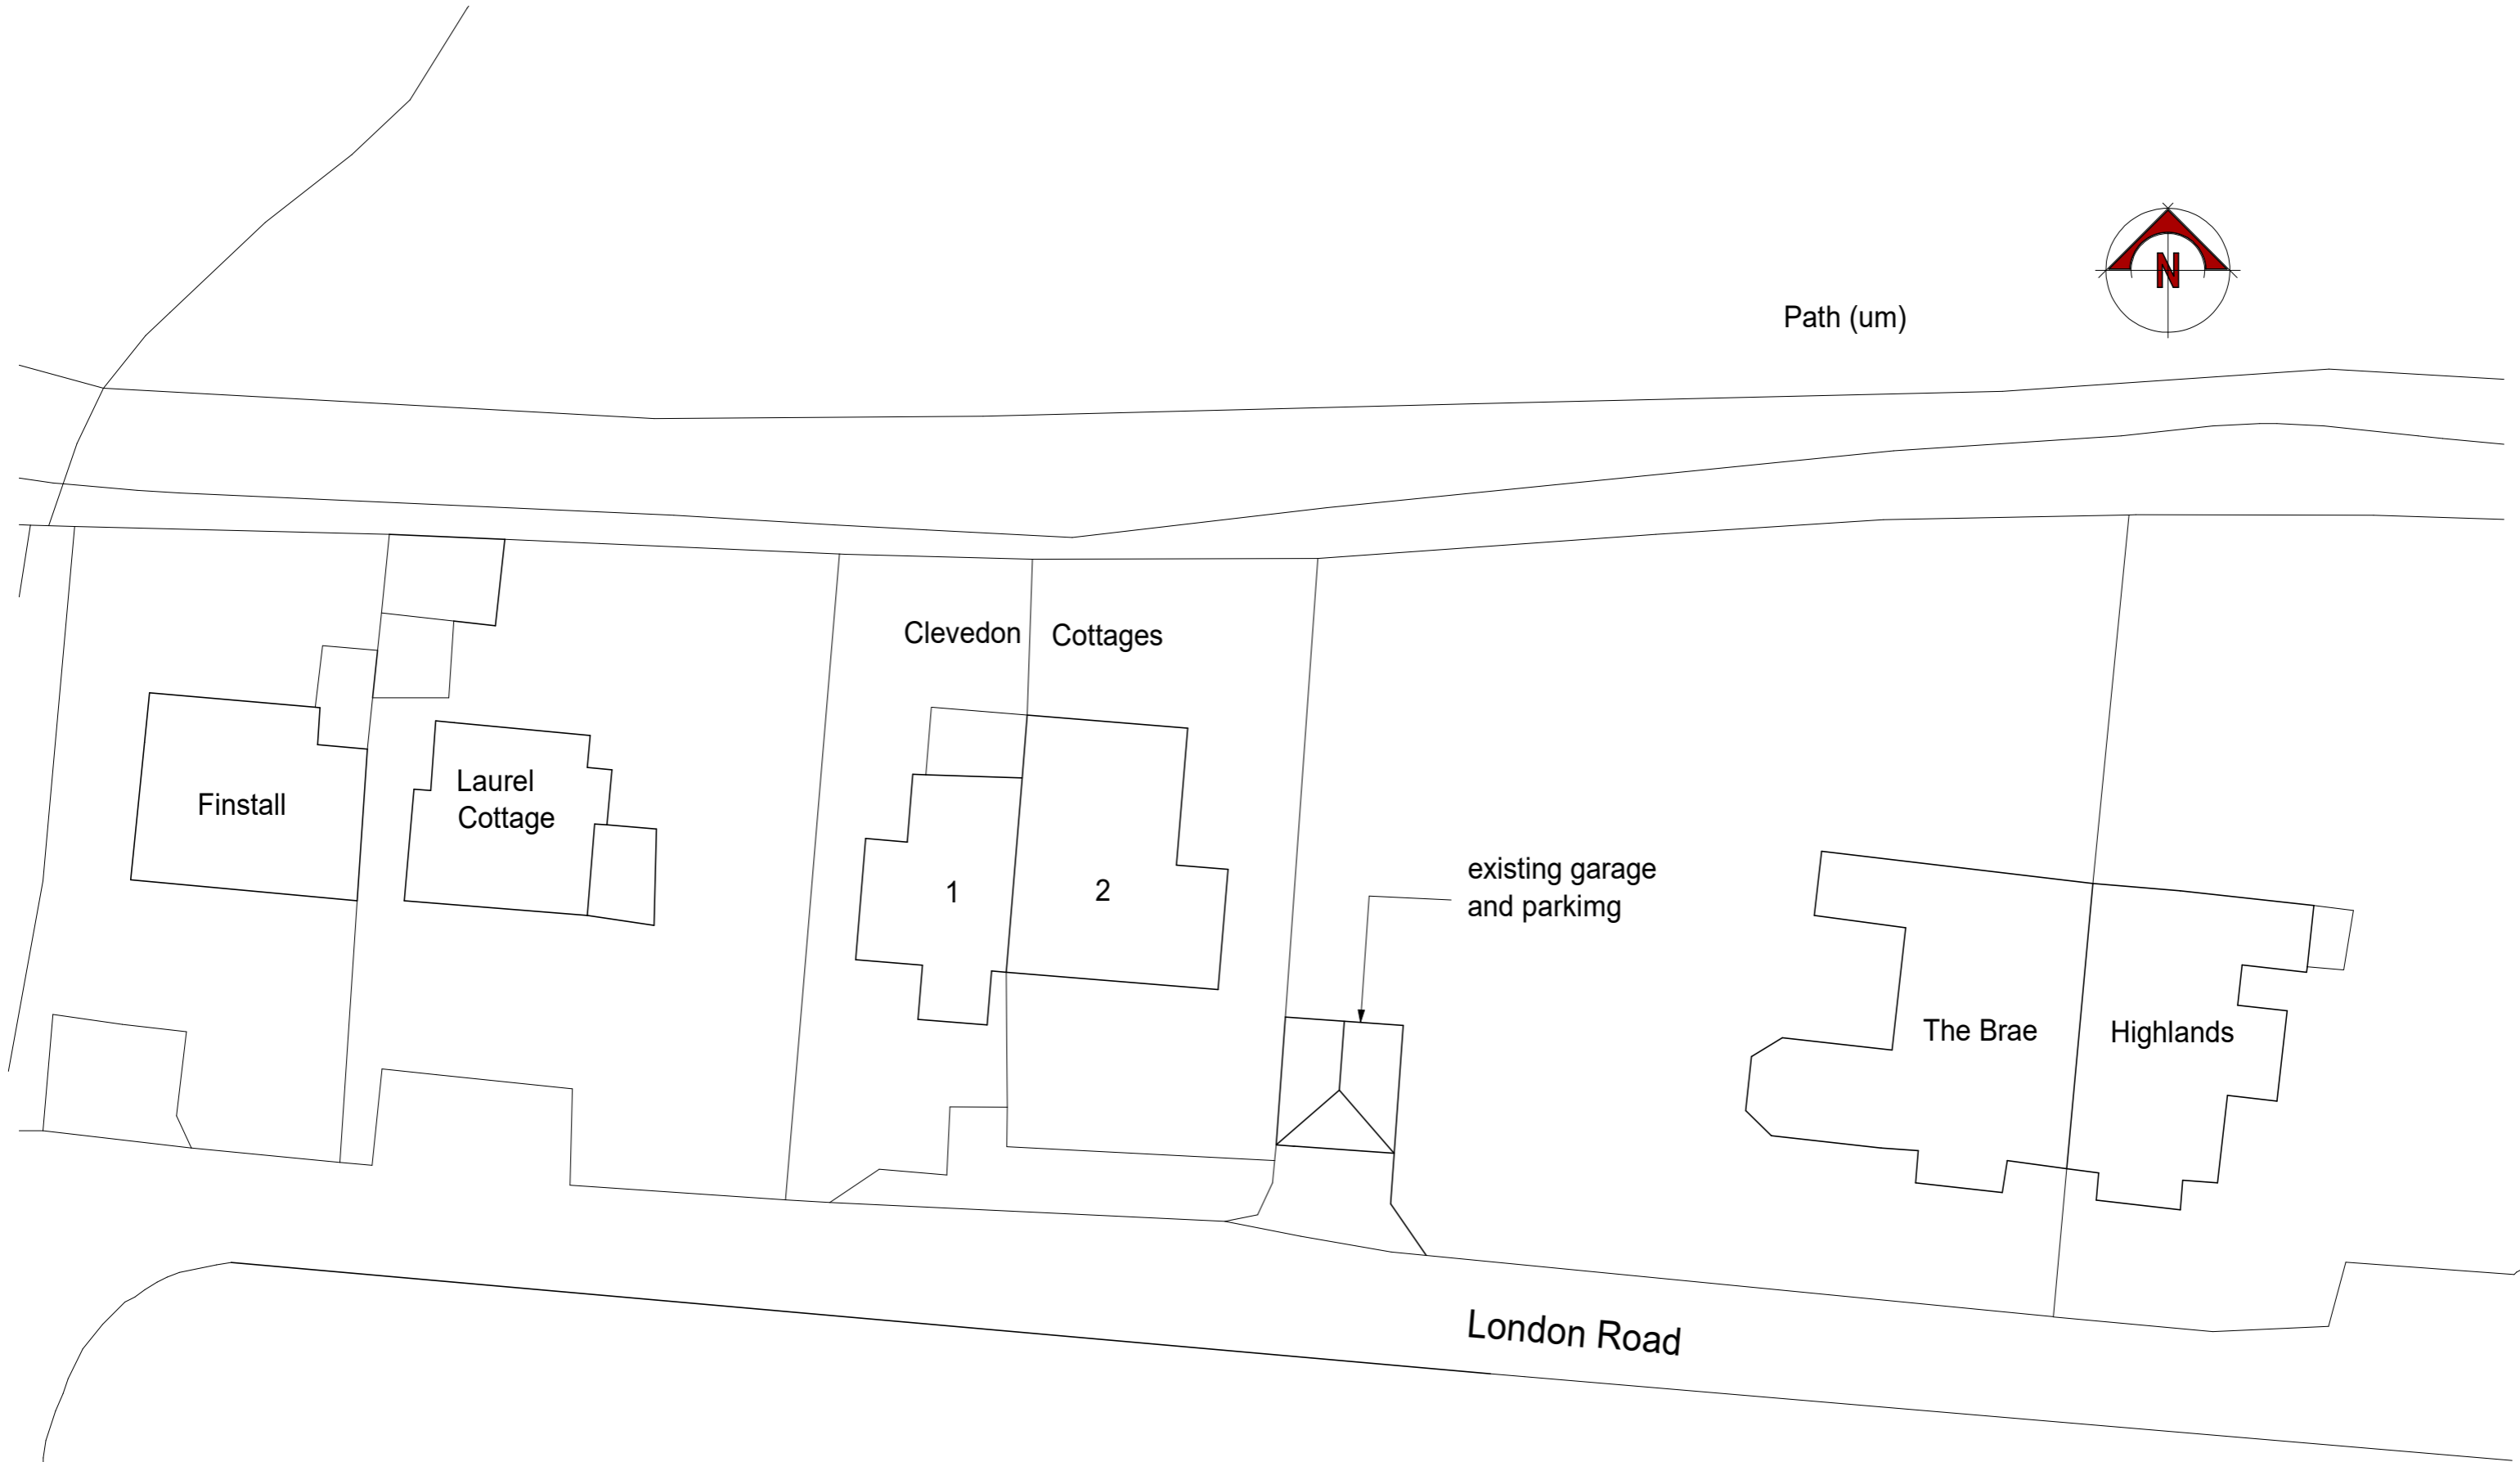 N
Path (um)
Clevedon Cottages
Laurel
Cottage
Finstall
1
2
existing garage
and parkimg
The Brae
Highlands
London Road